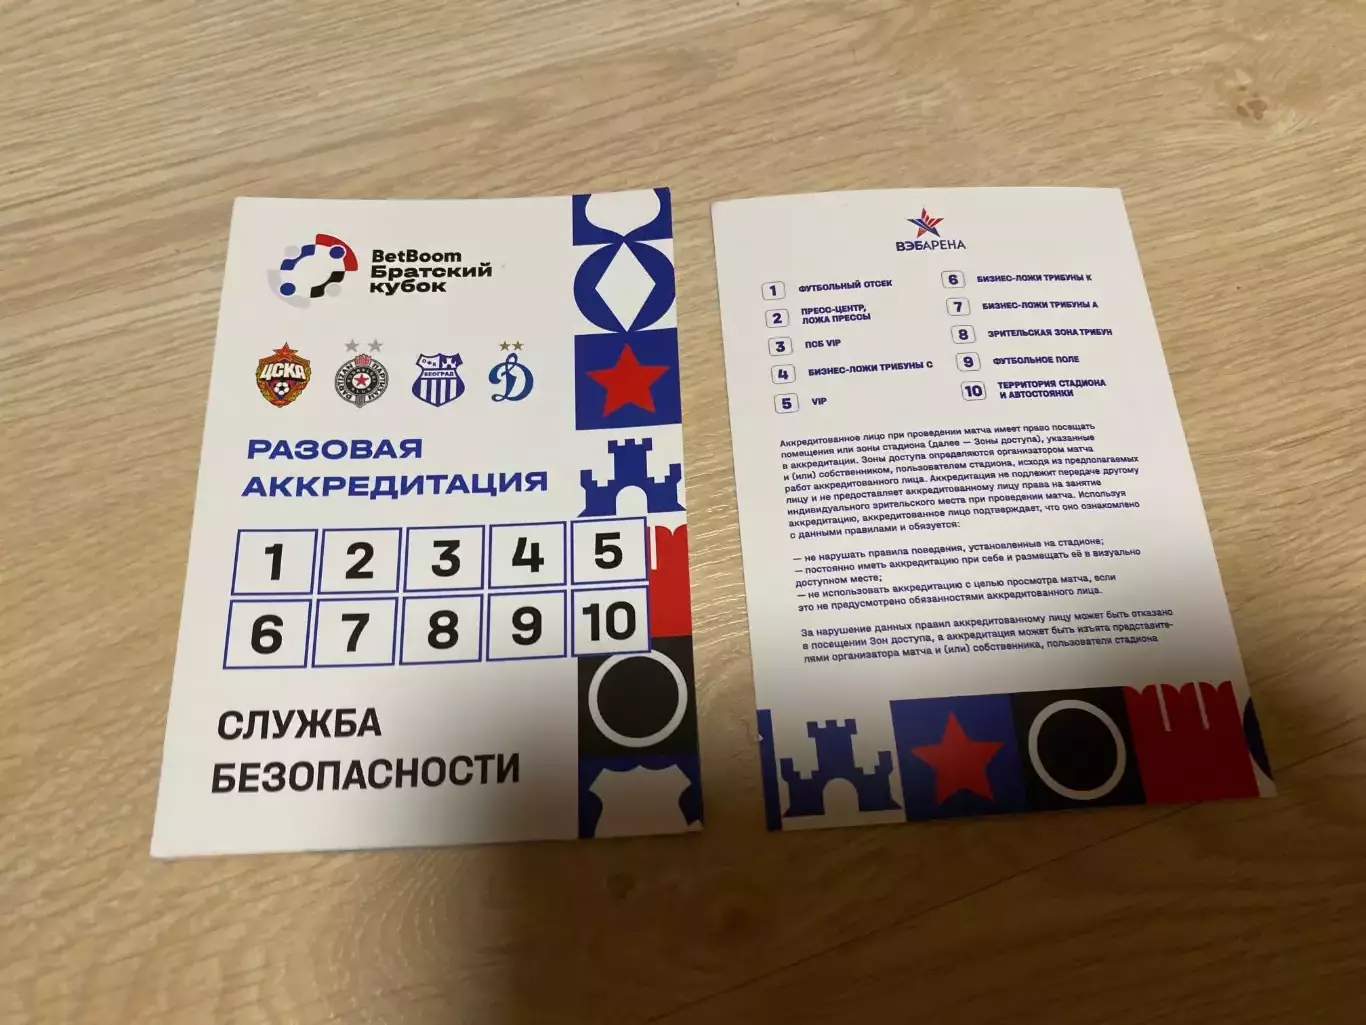 BetBoom
Братский
кубок
ЦСКА
ПАРТИЗАН
ОФК
БЕОГРАД
Д
РАЗОВАЯ
АККРЕДИТАЦИЯ
1 2 3 4 5
6 7 8 9 10
СЛУЖБА
БЕЗОПАСНОСТИ
ВЭБАРЕНА
1 ФУТБОЛЬНЫЙ ОТСЕК
2 ПРЕСС-ЦЕНТР,
ЛОЖА ПРЕССЫ
3 ПСБ VIP
4 БИЗНЕС-ЛОЖИ ТРИБУНЫ С
5 VIP
6 БИЗНЕС-ЛОЖИ ТРИБУНЫ К
7 БИЗНЕС-ЛОЖИ ТРИБУНЫ А
8 ЗРИТЕЛЬСКАЯ ЗОНА ТРИБУН
9 ФУТБОЛЬНОЕ ПОЛЕ
10 ТЕРРИТОРИЯ СТАДИОНА
И АВТОСТОЯНКИ
Аккредитованное лицо при проведении матча имеет право посещать
помещения или зоны стадиона (далее — Зоны доступа), указанные
в аккредитации. Зоны доступа определяются организатором матча
и (или) собственником, пользователем стадиона, исходя из предполагаемых
работ аккредитованного лица. Аккредитация не подлежит передаче другому
лицу и не предоставляет аккредитованному лицу права на занятие
индивидуального зрительского места при проведении матча. Используя
аккредитацию, аккредитованное лицо подтверждает, что оно ознакомлено
с данными правилами и обязуется:
— не нарушать правила поведения, установленные на стадионе;
— постоянно иметь аккредитацию при себе и размещать её в визуально
доступном месте;
— не использовать аккредитацию с целью просмотра матча, если
это не предусмотрено обязанностями аккредитованного лица.
За нарушение данных правил аккредитованному лицу может быть отказано
в посещении Зон доступа, а аккредитация может быть изъята представите-
лями организатора матча и (или) собственника, пользователя стадиона